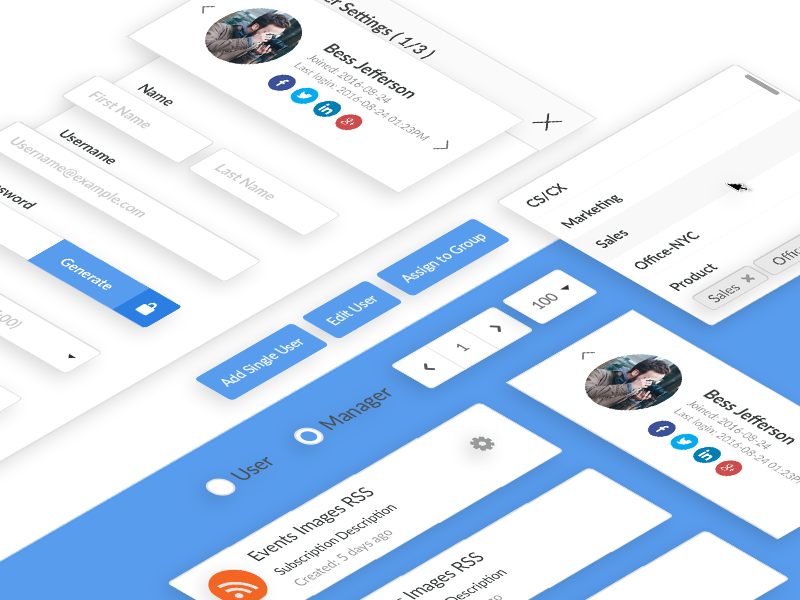 er Settings ( 1/3 )
Bess Jefferson
Joined: 2016-08-24
Last login: 2016-08-24 01:23PM
f
in
g+
Name
First Name
Last Name
Username
Username@example.com
ssword
Generate
:00)
CS/CX
Marketing
Sales
Office-NYC
Product
Sales ×
Offic
Assign to Group
Edit User
Add Single User
100
1
Manager
User
Bess Jefferson
Joined: 2016-08-24
Last login: 2016-08-24 01:23P
f
in
g+
Events Images RSS
Subscription Description
Created: 5 days ago
s Images RSS
Description
go